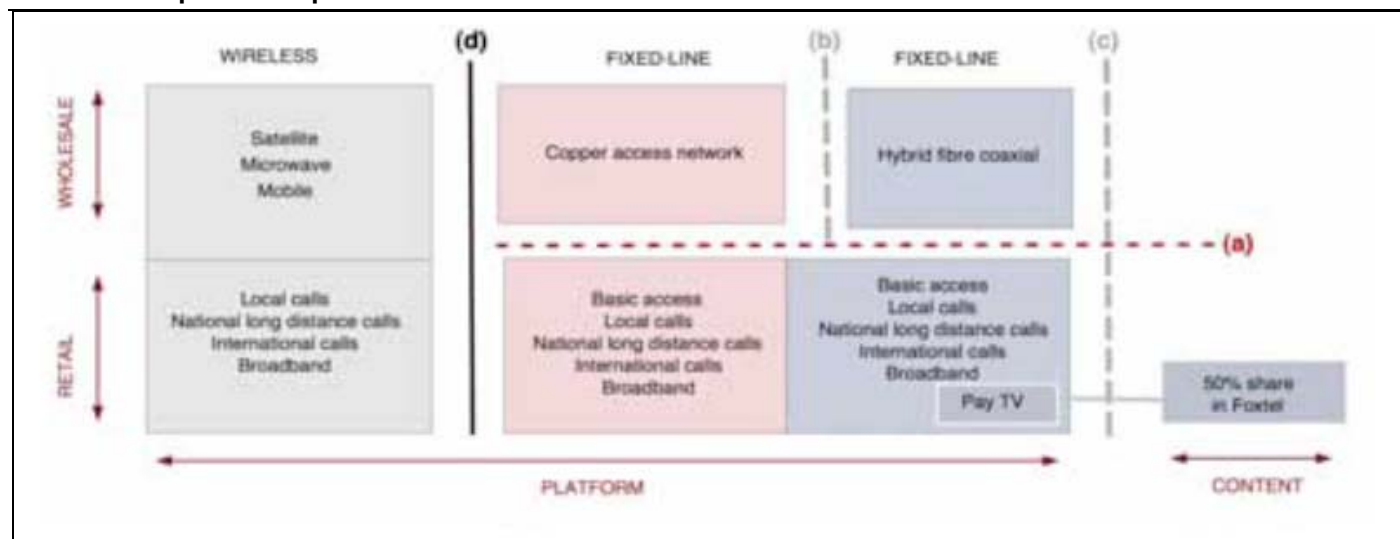 (d)
(b)
(c)
WIRELESS
FIXED-LINE
FIXED-LINE
WHOLESALE
Satellite
Microwave
Mobile
Copper access network
Hybrid fibre coaxial
(a)
RETAIL
Local calls
National long distance calls
International calls
Broadband
Basic access
Local calls
National long distance calls
International calls
Broadband
Basic access
Local calls
National long distance calls
International calls
Broadband
Pay TV
50% share
in Foxtel
PLATFORM
CONTENT